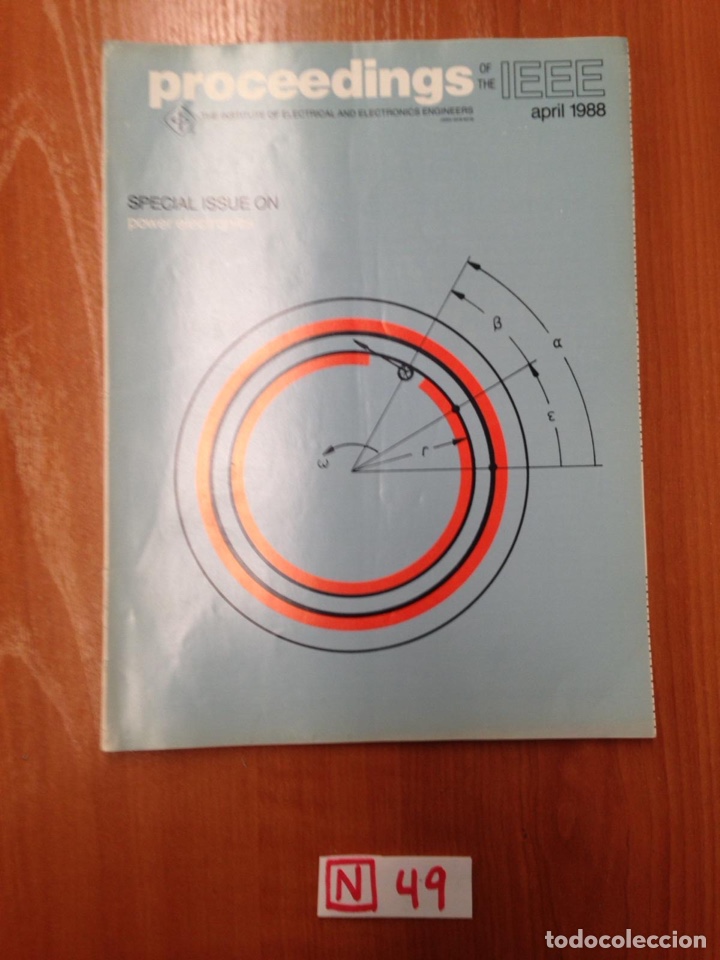 proceedings OF THE IEEE
THE INSTITUTE OF ELECTRICAL AND ELECTRONICS ENGINEERS
april 1988
SPECIAL ISSUE ON
power electronics
β
α
ε
r
ω
N 49
todocoleccion